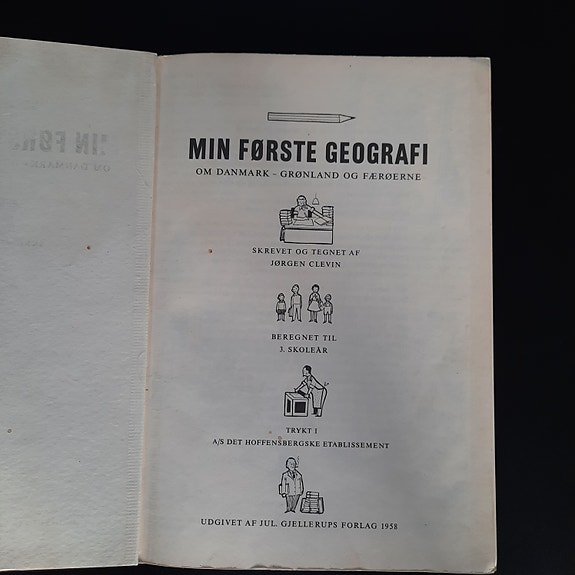 MIN FØRSTE GEOGRAFI
OM DANMARK - GRØNLAND OG FÆRØERNE
SKREVET OG TEGNET AF
JØRGEN CLEVIN
BEREGNET TIL
3. SKOLEÅR
TRYKT I
A/S DET HOFFENSBERGSKE ETABLISSEMENT
UDGIVET AF JUL. GJELLERUPS FORLAG 1958